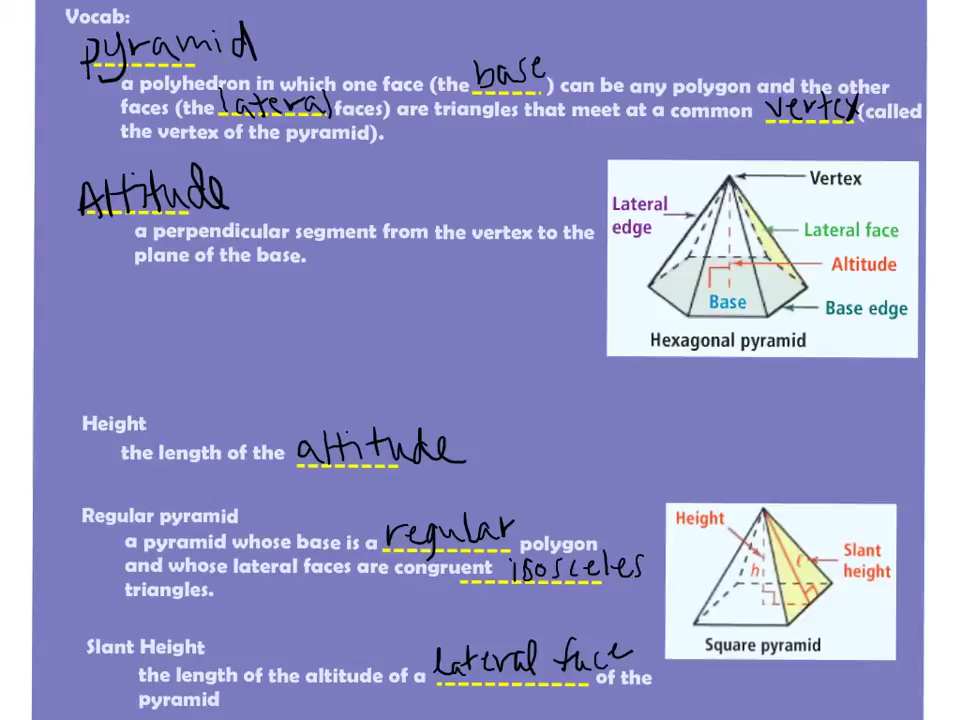 Vocab:
pyramid
a polyhedron in which one face (the base ) can be any polygon and the other
faces (the lateral faces) are triangles that meet at a common vertex (called
the vertex of the pyramid).
Altitude
a perpendicular segment from the vertex to the
plane of the base.
Vertex
Lateral
edge
Lateral face
Altitude
Base
Base edge
Hexagonal pyramid
Height
the length of the altitude
Regular pyramid
a pyramid whose base is a regular polygon
and whose lateral faces are congruent isosceles
triangles.
Height
Slant
height
h
ℓ
Square pyramid
Slant Height
the length of the altitude of a lateral face of the
pyramid